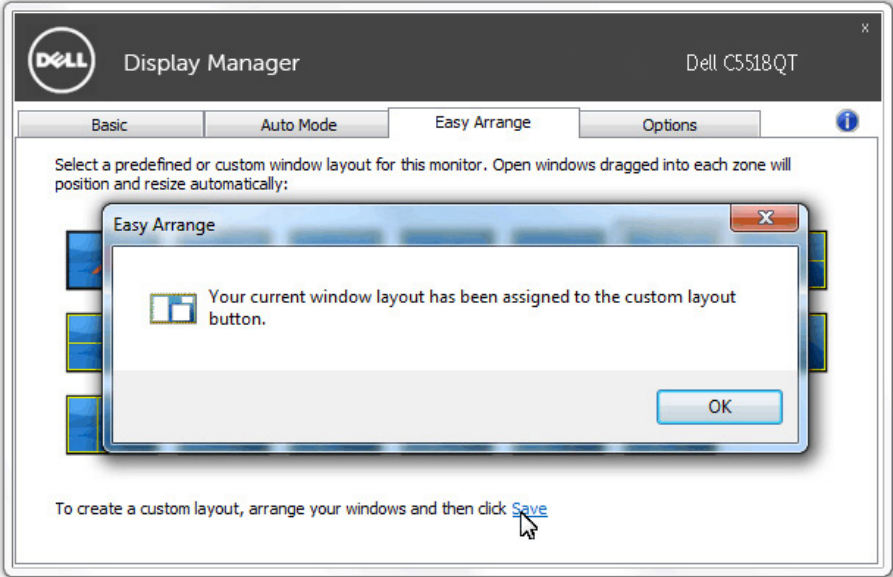 x
DELL Display Manager Dell C5518QT
Basic Auto Mode Easy Arrange Options i
Select a predefined or custom window layout for this monitor. Open windows dragged into each zone will
position and resize automatically:
Easy Arrange x
Your current window layout has been assigned to the custom layout
button.
OK
To create a custom layout, arrange your windows and then click Save